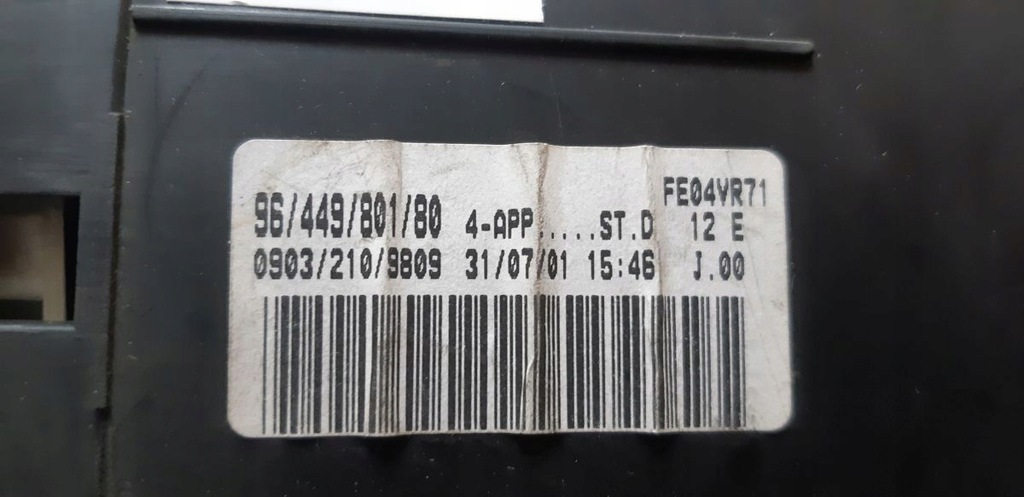 FE04VR71
96/449/801/80 4-APP.....ST.D 12 E
0903/210/9809 31/07/01 15:46 J.00